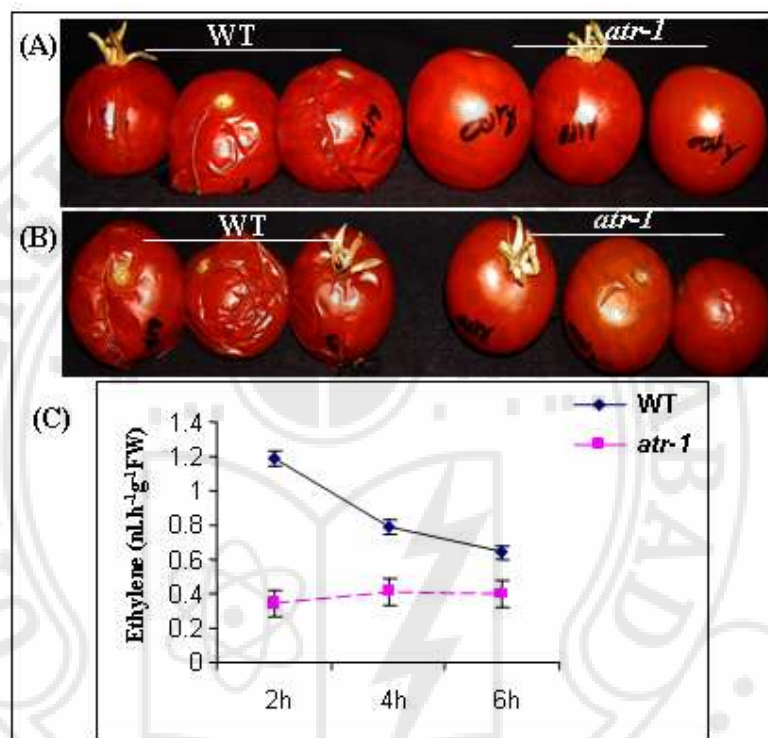 (A)
WT
atr-1
(B)
WT
atr-1
(C)
WT
atr-1
Ethylene (nl.h⁻¹g⁻¹FW)
1.4
1.2
1
0.8
0.6
0.4
0.2
0
2h
4h
6h
BAD